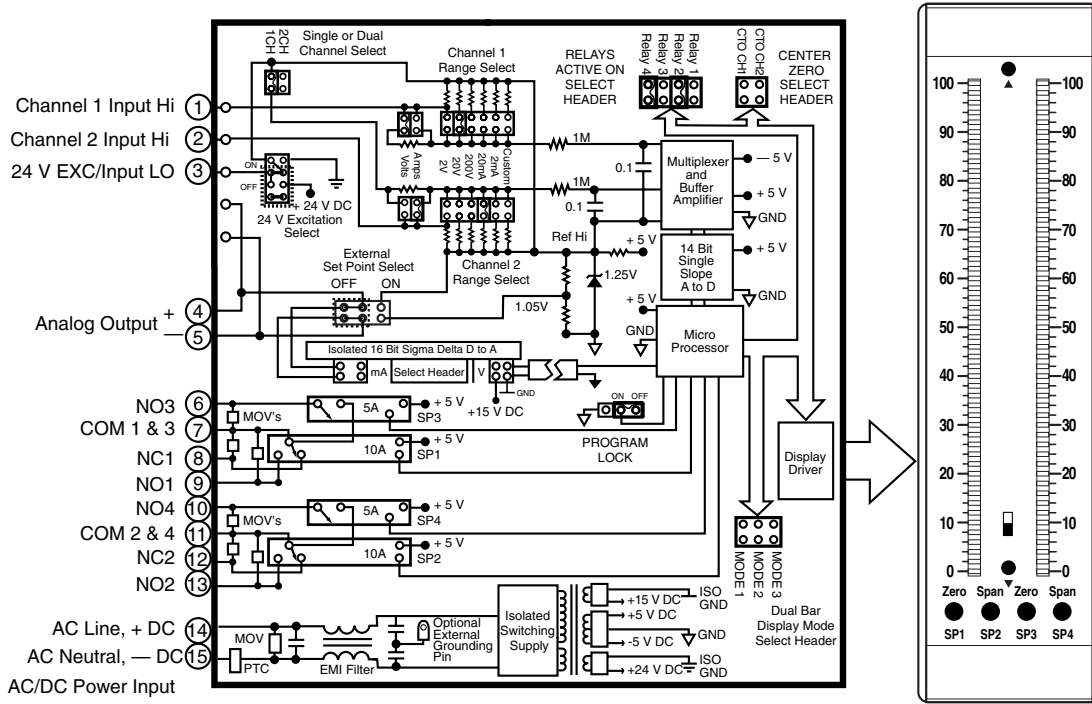 Single or Dual
Channel Select
1CH
2CH
Channel 1
Range Select
RELAYS
ACTIVE ON
SELECT
HEADER
Relay 4
Relay 3
Relay 2
Relay 1
CTO CH1
CTO CH2
CENTER
ZERO
SELECT
HEADER
Channel 1 Input Hi 1
Channel 2 Input Hi 2
24 V EXC/Input LO 3
ON
OFF
+ 24 V DC
24 V Excitation
Select
Volts
Amps
2V
20V
200V
20mA
2mA
Custom
1M
1M
0.1
0.1
Multiplexer
and
Buffer
Amplifier
— 5 V
+ 5 V
GND
Channel 2
Range Select
Ref Hi
+ 5 V
14 Bit
Single
Slope
A to D
+ 5 V
GND
1.25V
1.05V
External
Set Point Select
OFF
ON
Analog Output + 4
— 5
+ 5 V
GND
Micro
Processor
Isolated 16 Bit Sigma Delta D to A
mA
Select Header
V
GND
+15 V DC
NO3 6
COM 1 & 3 7
NC1 8
NO1 9
MOV's
5A
+ 5 V
SP3
10A
+ 5 V
SP1
ON OFF
PROGRAM
LOCK
Display
Driver
NO4 10
COM 2 & 4 11
NC2 12
NO2 13
MOV's
5A
+ 5 V
SP4
10A
+ 5 V
SP2
MODE 1
MODE 2
MODE 3
Dual Bar
Display Mode
Select Header
AC Line, + DC 14
AC Neutral, — DC 15
AC/DC Power Input
MOV
PTC
EMI Filter
Optional
External
Grounding
Pin
Isolated
Switching
Supply
+15 V DC
ISO
GND
+5 V DC
-5 V DC
GND
+24 V DC
ISO
GND
100 100
90 90
80 80
70 70
60 60
50 50
40 40
30 30
20 20
10 10
0 0
Zero Span Zero Span
SP1 SP2 SP3 SP4